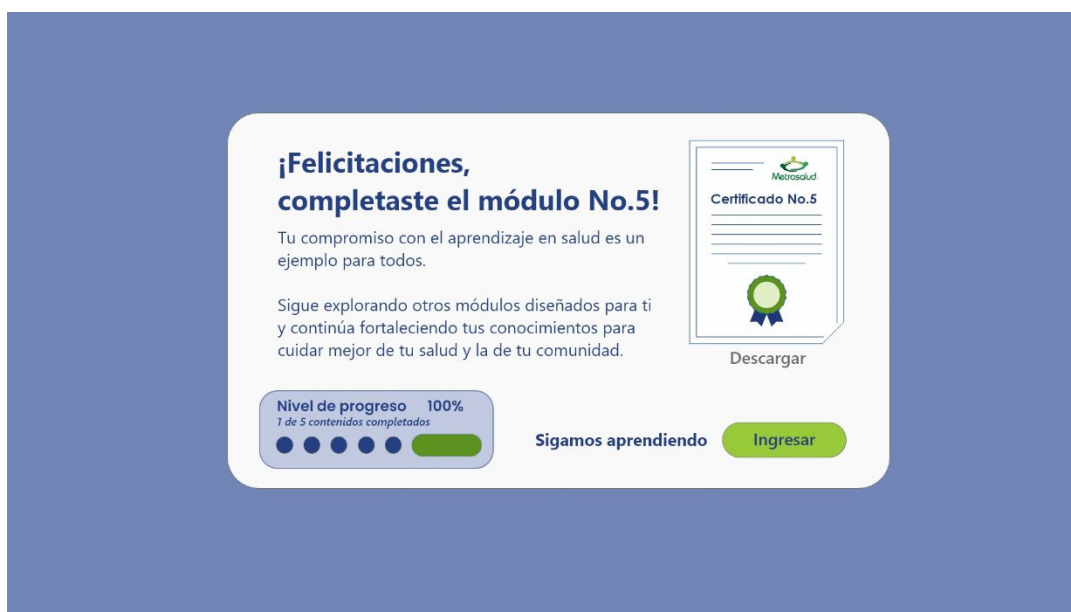 ¡Felicitaciones,
completaste el módulo No.5!
Tu compromiso con el aprendizaje en salud es un
ejemplo para todos.
Sigue explorando otros módulos diseñados para ti
y continúa fortaleciendo tus conocimientos para
cuidar mejor de tu salud y la de tu comunidad.
Metrosalud
Certificado No.5
Descargar
Nivel de progreso 100%
1 de 5 contenidos completados
Sigamos aprendiendo
Ingresar